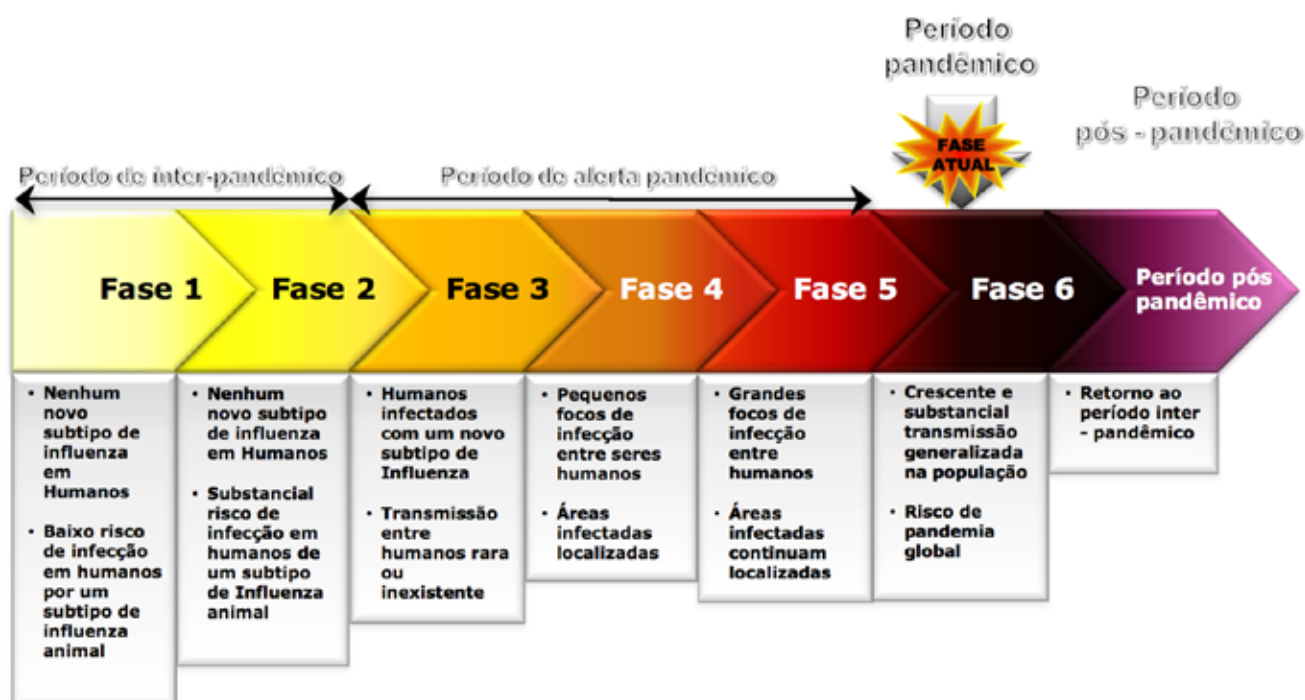 Período
pandêmico
Período
pós - pandêmico
FASE
ATUAL
Período de inter-pandêmico
Período de alerta pandêmico
Fase 1
Fase 2
Fase 3
Fase 4
Fase 5
Fase 6
Período pós
pandêmico
• Nenhum
novo
subtipo de
influenza
em
Humanos
• Baixo risco
de infecção
em humanos
por um
subtipo de
influenza
animal
• Nenhum
novo subtipo
de influenza
em Humanos
• Substancial
risco de
infecção em
humanos de
um subtipo
de Influenza
animal
• Humanos
infectados
com um novo
subtipo de
Influenza
• Transmissão
entre
humanos rara
ou
inexistente
• Pequenos
focos de
infecção
entre seres
humanos
• Áreas
infectadas
localizadas
• Grandes
focos de
infecção
entre
humanos
• Áreas
infectadas
continuam
localizadas
• Crescente e
substancial
transmissão
generalizada
na população
• Risco de
pandemia
global
• Retorno ao
período inter
- pandêmico